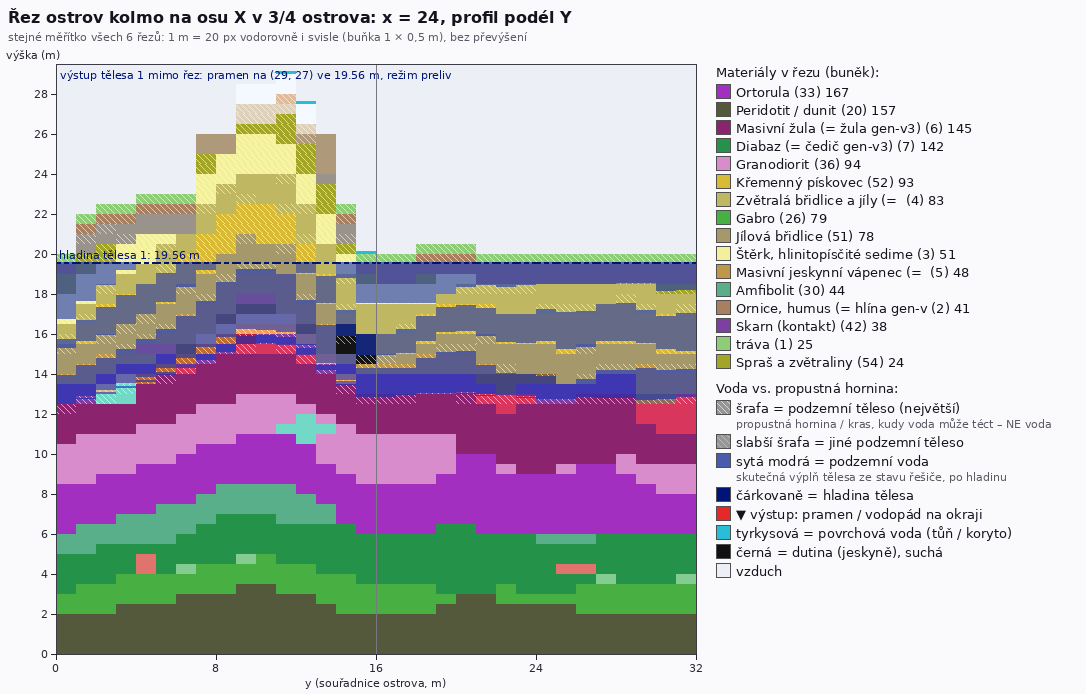 Řez ostrov kolmo na osu X v 3/4 ostrova: x = 24, profil podél Y
stejné měřítko všech 6 řezů: 1 m = 20 px vodorovně i svisle (buňka 1 × 0,5 m), bez převýšení
výška (m)
výstup tělesa 1 mimo řez: pramen na (29, 27) ve 19.56 m, režim preliv
hladina tělesa 1: 19.56 m
28
26
24
22
20
18
16
14
12
10
8
6
4
2
0
0
8
16
24
32
y (souřadnice ostrova, m)
Materiály v řezu (buněk):
Ortorula (33) 167
Peridotit / dunit (20) 157
Masivní žula (= žula gen-v3) (6) 145
Diabaz (= čedič gen-v3) (7) 142
Granodiorit (36) 94
Křemenný pískovec (52) 93
Zvětralá břidlice a jíly (=  (4) 83
Gabro (26) 79
Jílová břidlice (51) 78
Štěrk, hlinitopísčité sedime (3) 51
Masivní jeskynní vápenec (=  (5) 48
Amfibolit (30) 44
Ornice, humus (= hlína gen-v (2) 41
Skarn (kontakt) (42) 38
tráva (1) 25
Spraš a zvětraliny (54) 24
Voda vs. propustná hornina:
šrafa = podzemní těleso (největší)
propustná hornina / kras, kudy voda může téct – NE voda
slabší šrafa = jiné podzemní těleso
sytá modrá = podzemní voda
skutečná výplň tělesa ze stavu řešiče, po hladinu
čárkovaně = hladina tělesa
▼ výstup: pramen / vodopád na okraji
tyrkysová = povrchová voda (tůň / koryto)
černá = dutina (jeskyně), suchá
vzduch